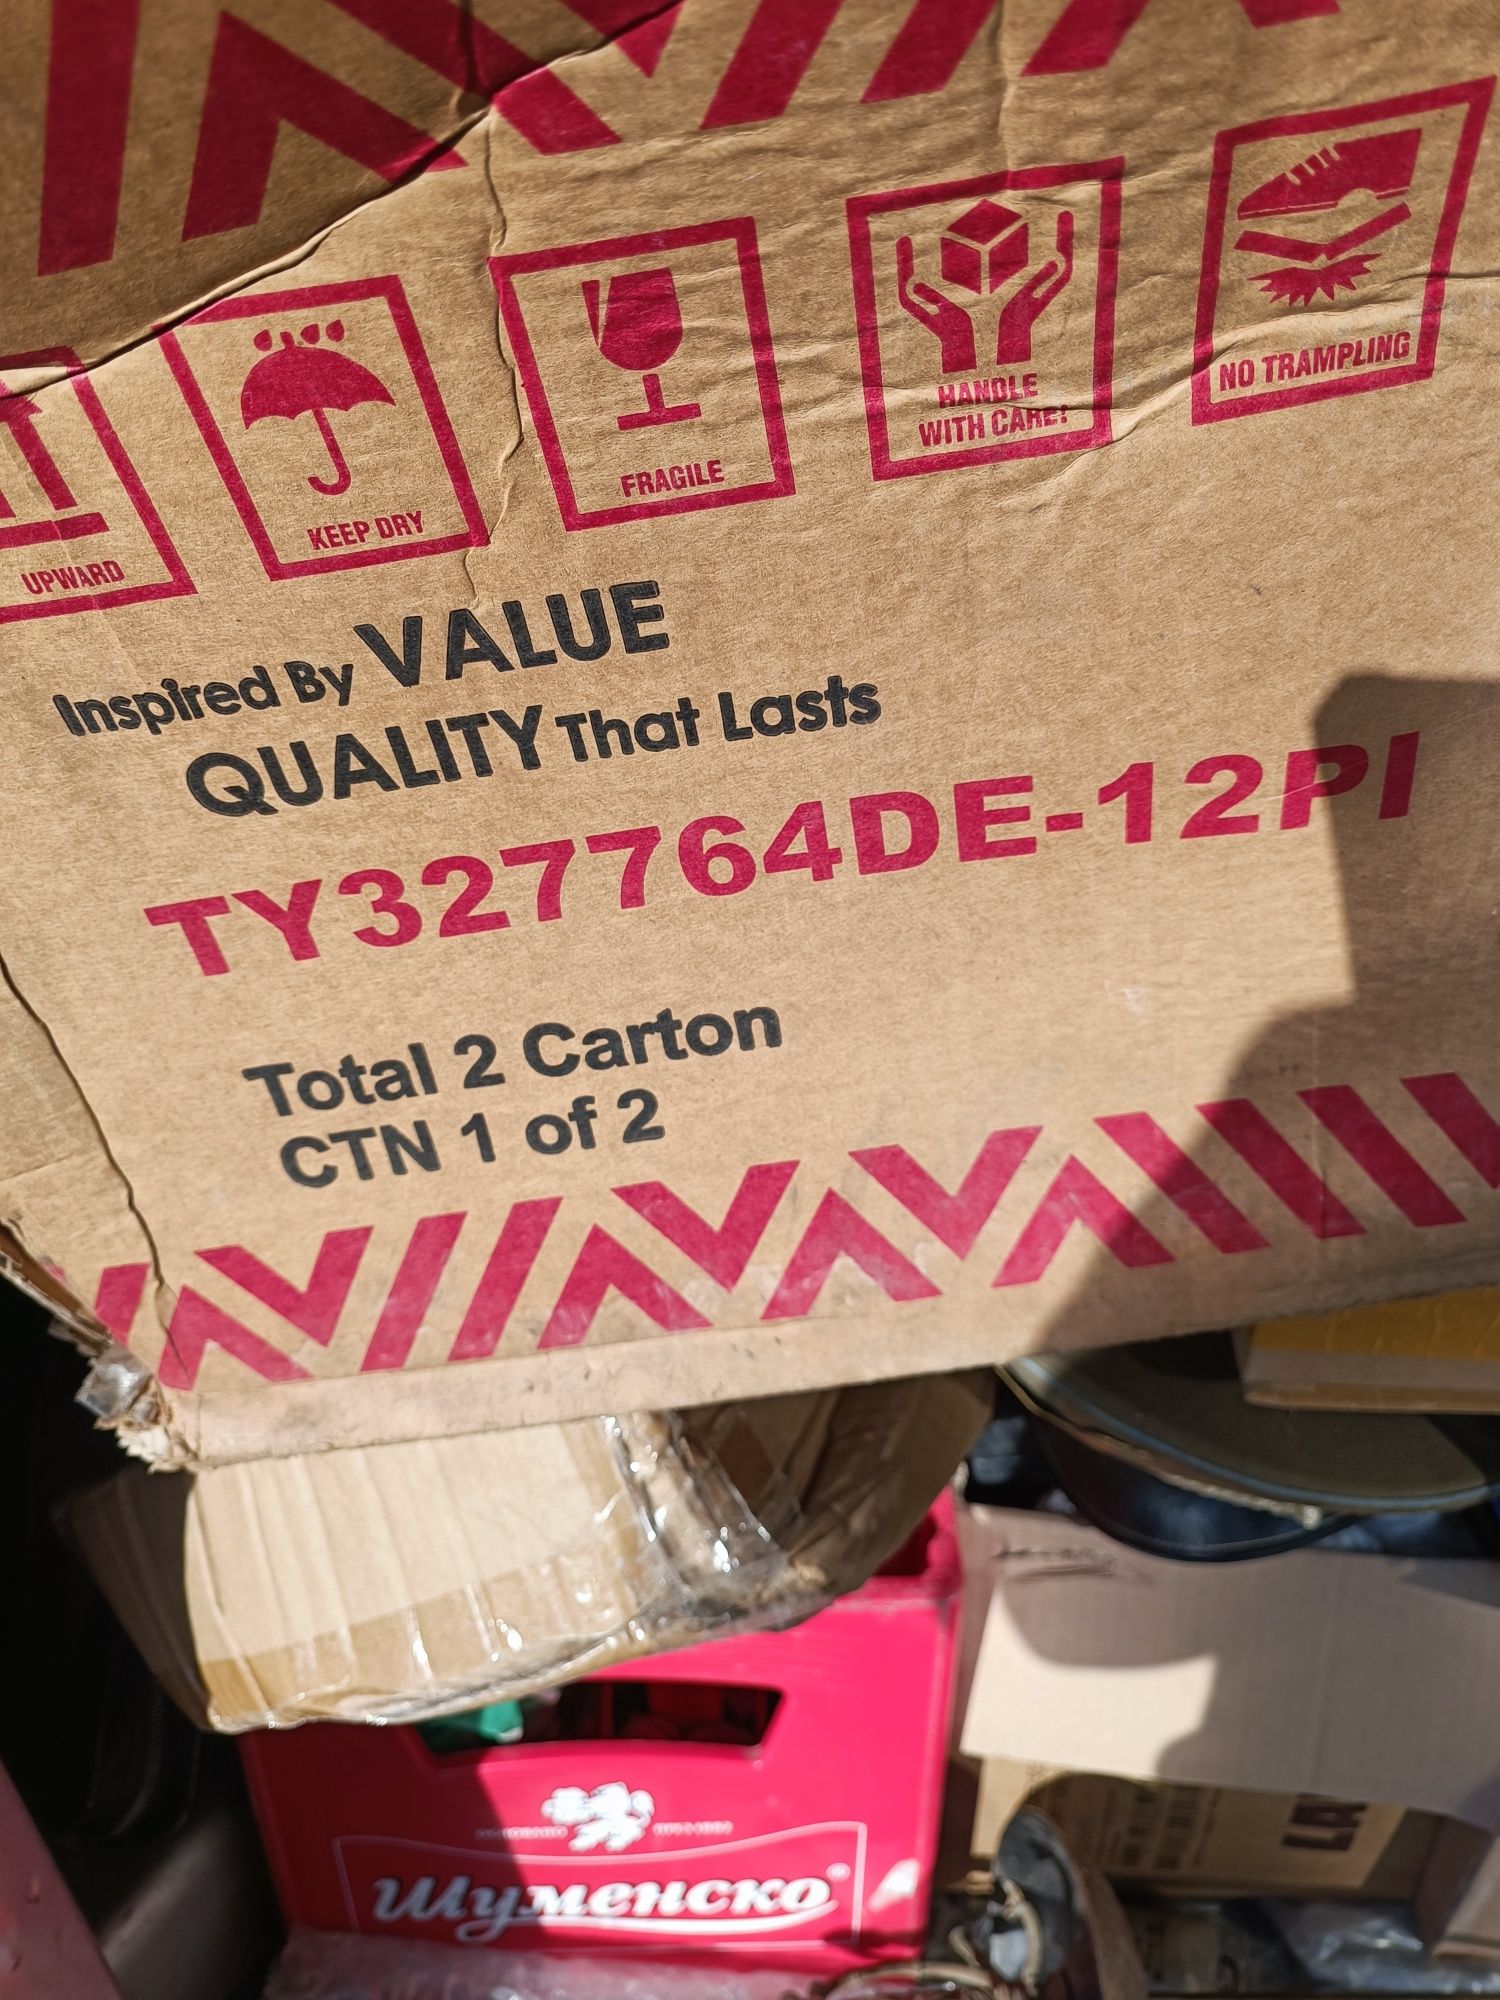 UPWARD
KEEP DRY
FRAGILE
HANDLE
WITH CARE!
NO TRAMPLING
Inspired By VALUE
QUALITY That Lasts
TY327764DE-12PI
Total 2 Carton
CTN 1 of 2
Шуменско®